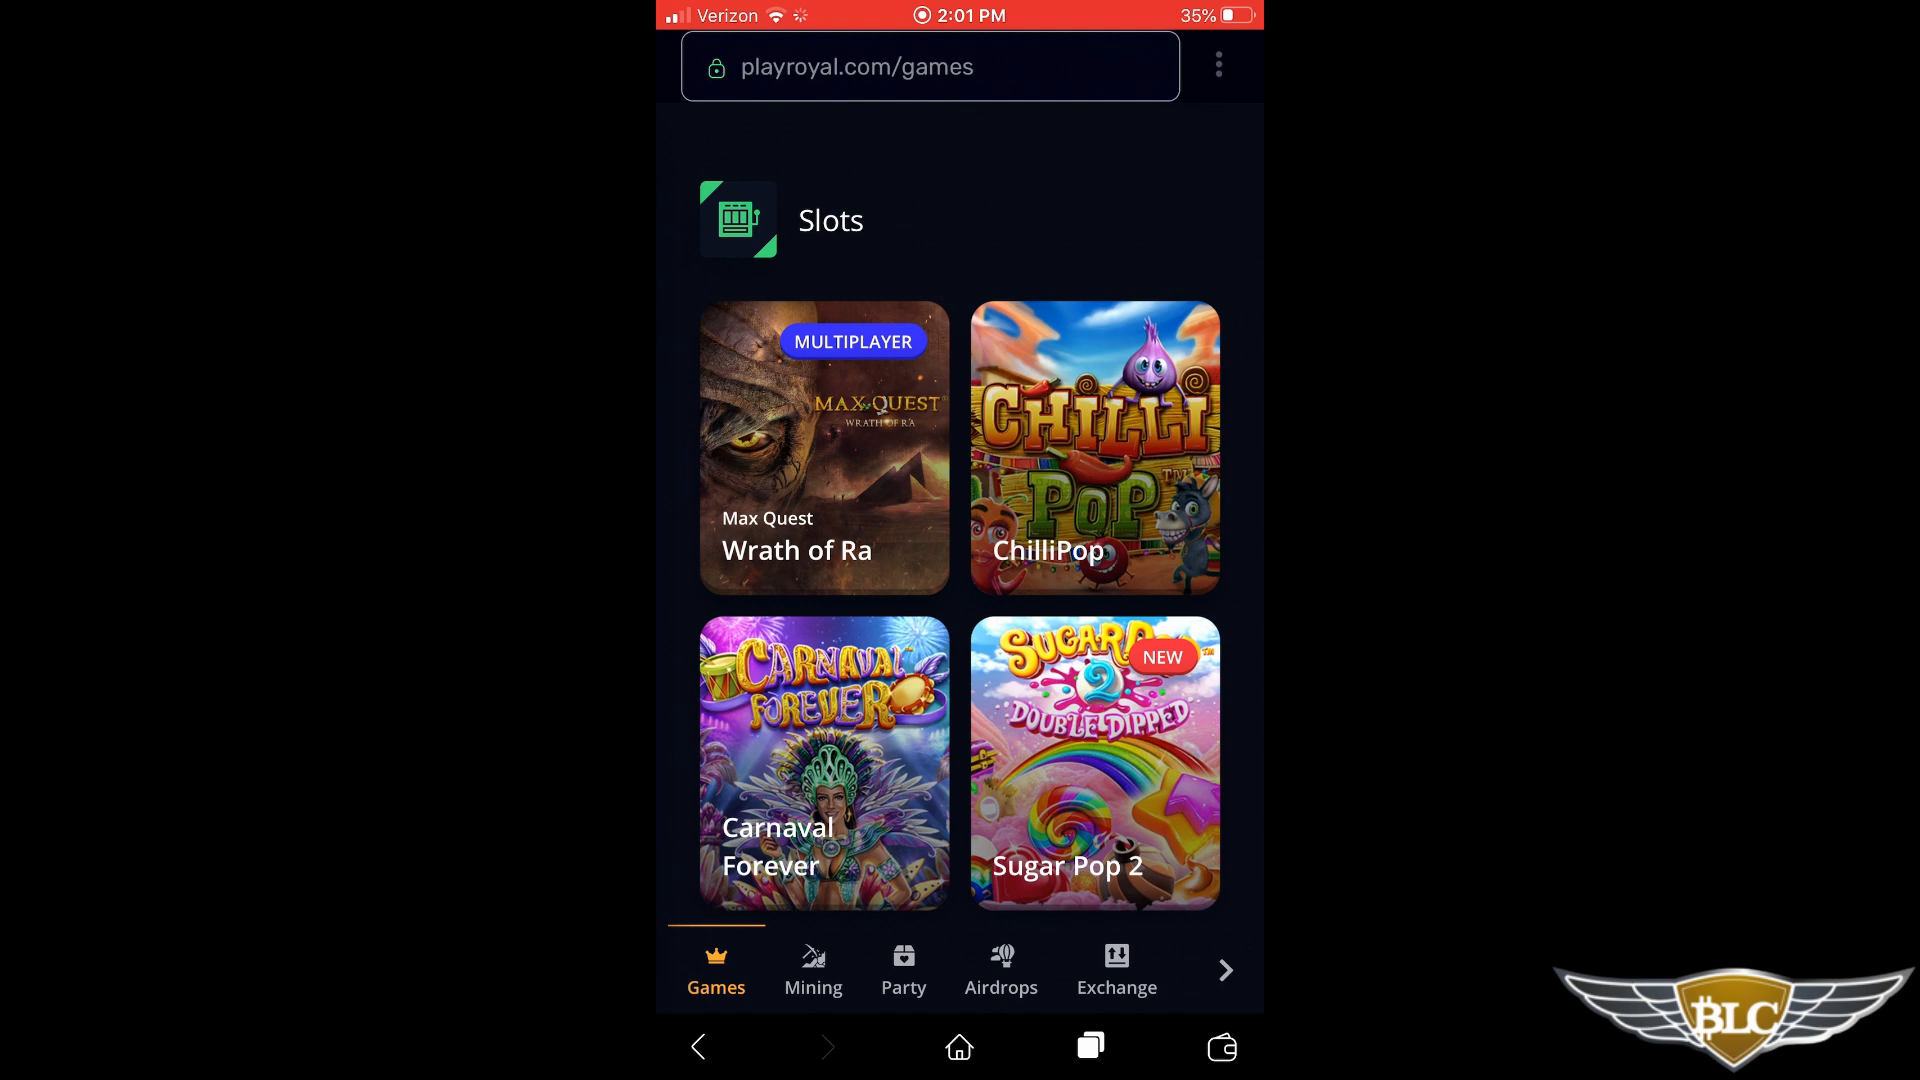 Verizon 2:01 PM 35%
playroyal.com/games
Slots
MULTIPLAYER
MAX QUEST
WRATH OF RA
Max Quest
Wrath of Ra
CHILLI
POP™
ChilliPop
CARNAVAL
FOREVER
Carnaval
Forever
NEW
2
DOUBLE DIPPED
Sugar Pop 2
Games Mining Party Airdrops Exchange
BLC